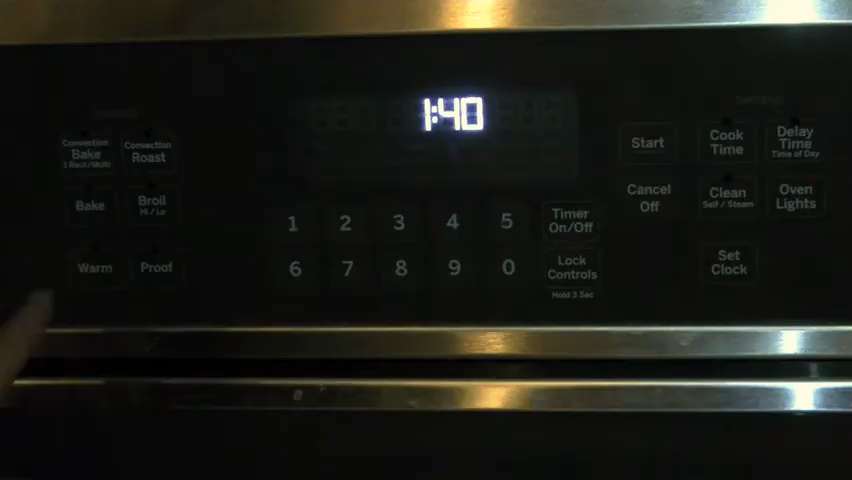 1:40
Convection
Bake
1 Rack/Multi
Convection
Roast
Bake
Broil
Hi / Lo
Warm
Proof
1 2 3 4 5
6 7 8 9 0
Timer
On/Off
Lock
Controls
Hold 3 Sec
Start
Cancel
Off
Cook
Time
Delay
Time
Time of Day
Clean
Self / Steam
Oven
Lights
Set
Clock